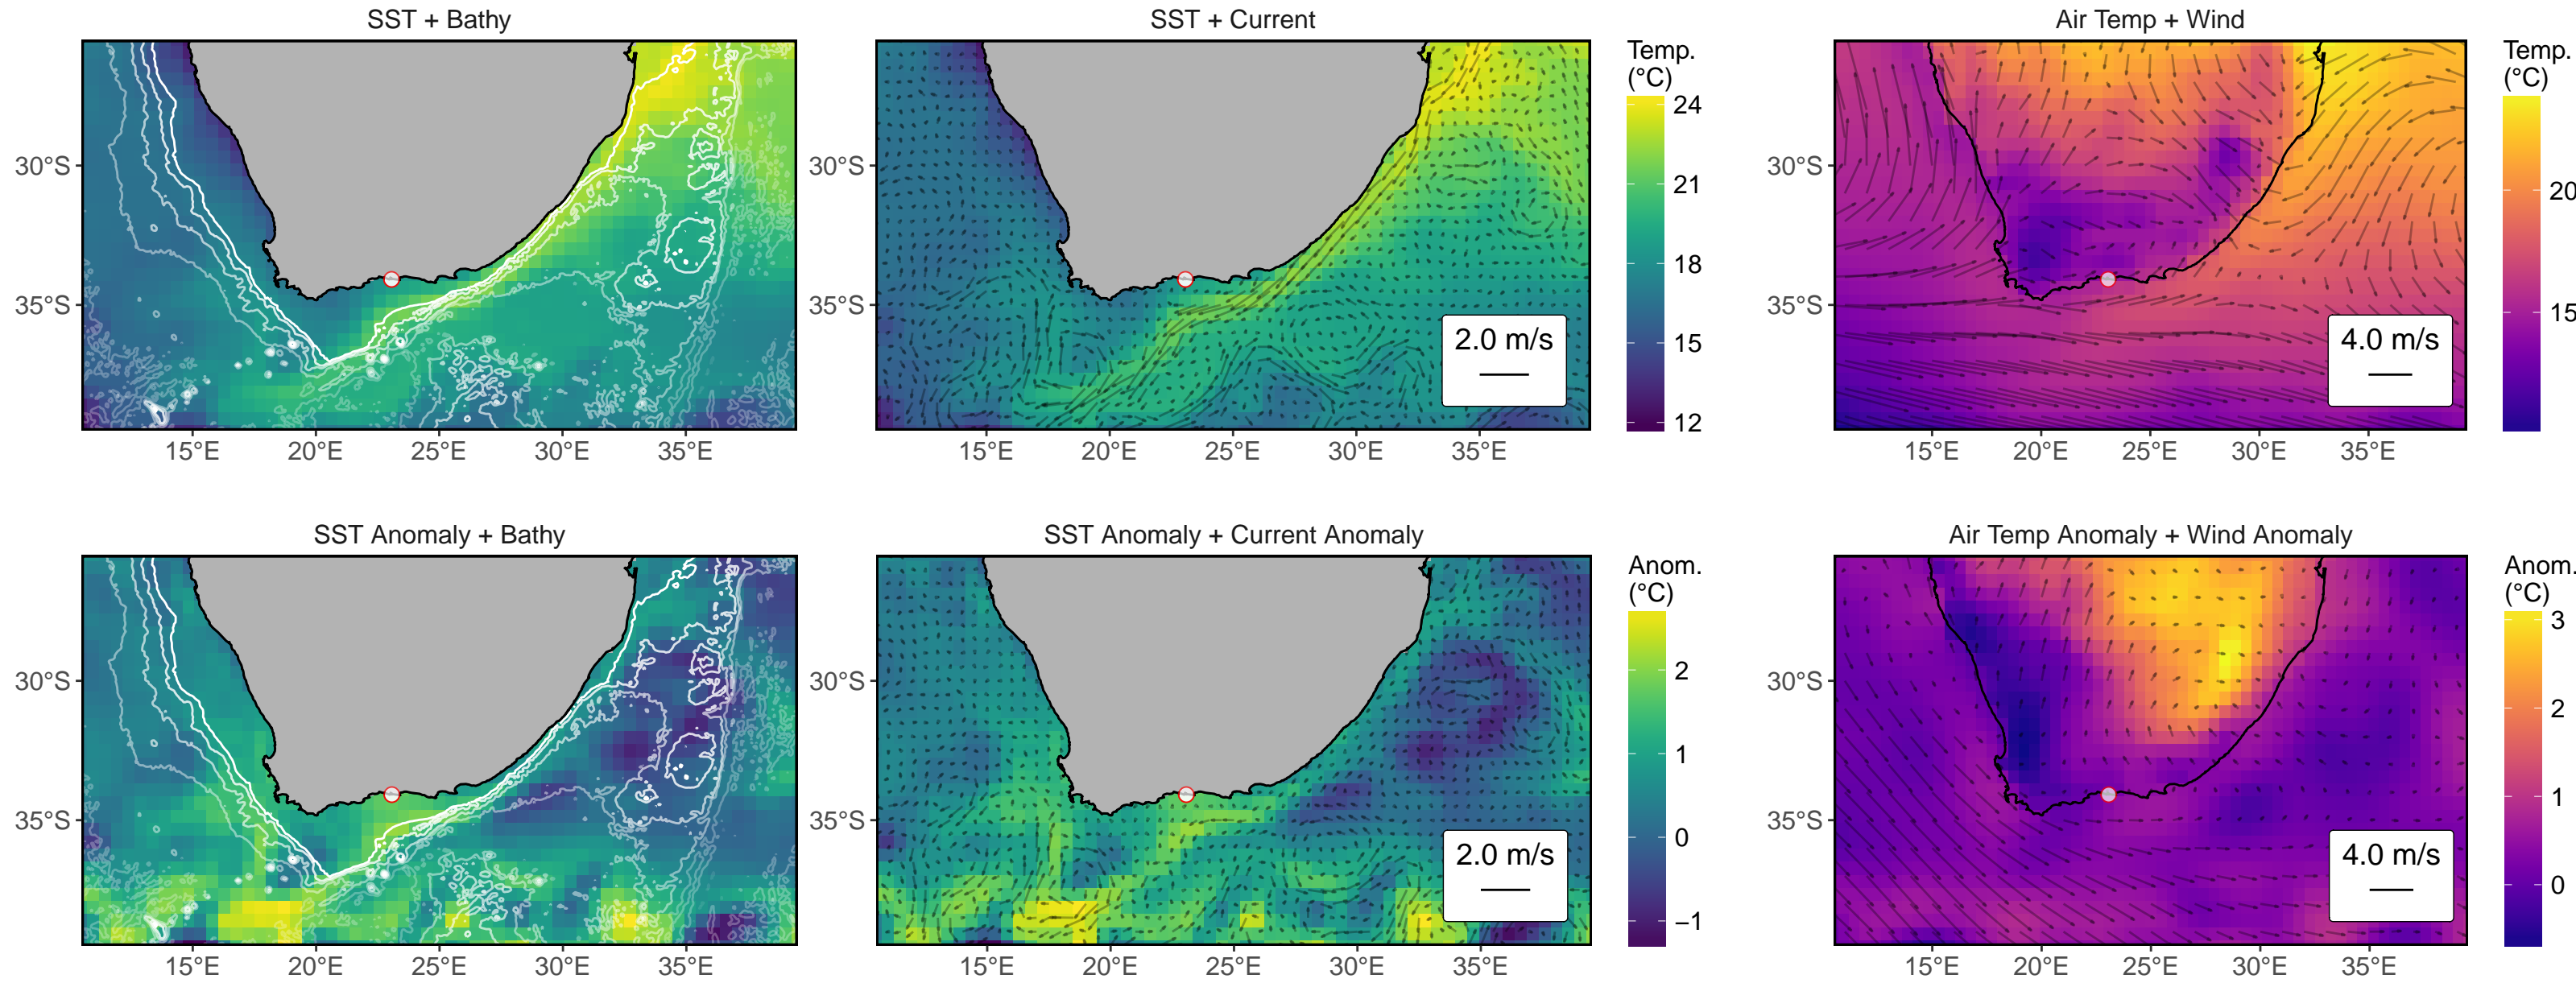 SST + Bathy
SST + Current
Air Temp + Wind
30°S
35°S
15°E
20°E
25°E
30°E
35°E
30°S
35°S
2.0 m/s
15°E
20°E
25°E
30°E
35°E
Temp.
(°C)
24
21
18
15
12
30°S
35°S
4.0 m/s
15°E
20°E
25°E
30°E
35°E
Temp.
(°C)
20
15
SST Anomaly + Bathy
SST Anomaly + Current Anomaly
Air Temp Anomaly + Wind Anomaly
30°S
35°S
15°E
20°E
25°E
30°E
35°E
30°S
35°S
2.0 m/s
15°E
20°E
25°E
30°E
35°E
Anom.
(°C)
2
1
0
−1
30°S
35°S
4.0 m/s
15°E
20°E
25°E
30°E
35°E
Anom.
(°C)
3
2
1
0